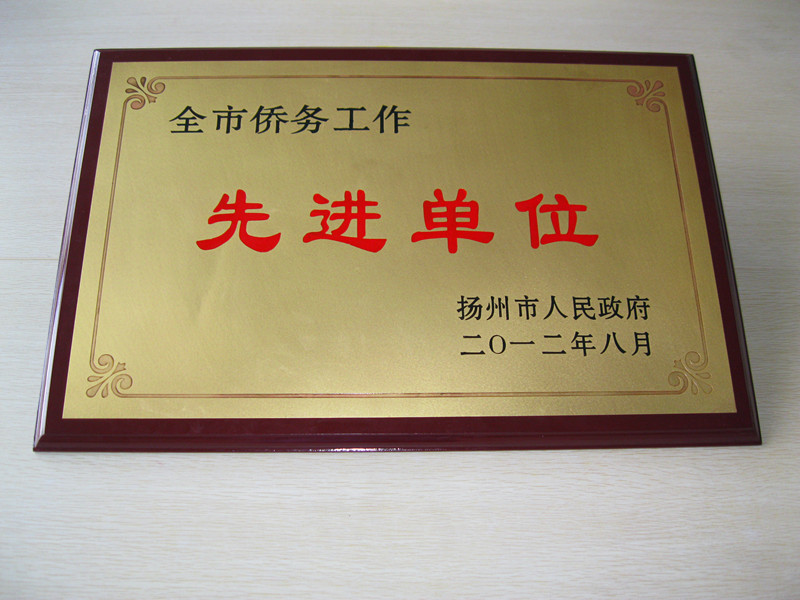 全市侨务工作
先进单位
扬州市人民政府
二〇一二年八月